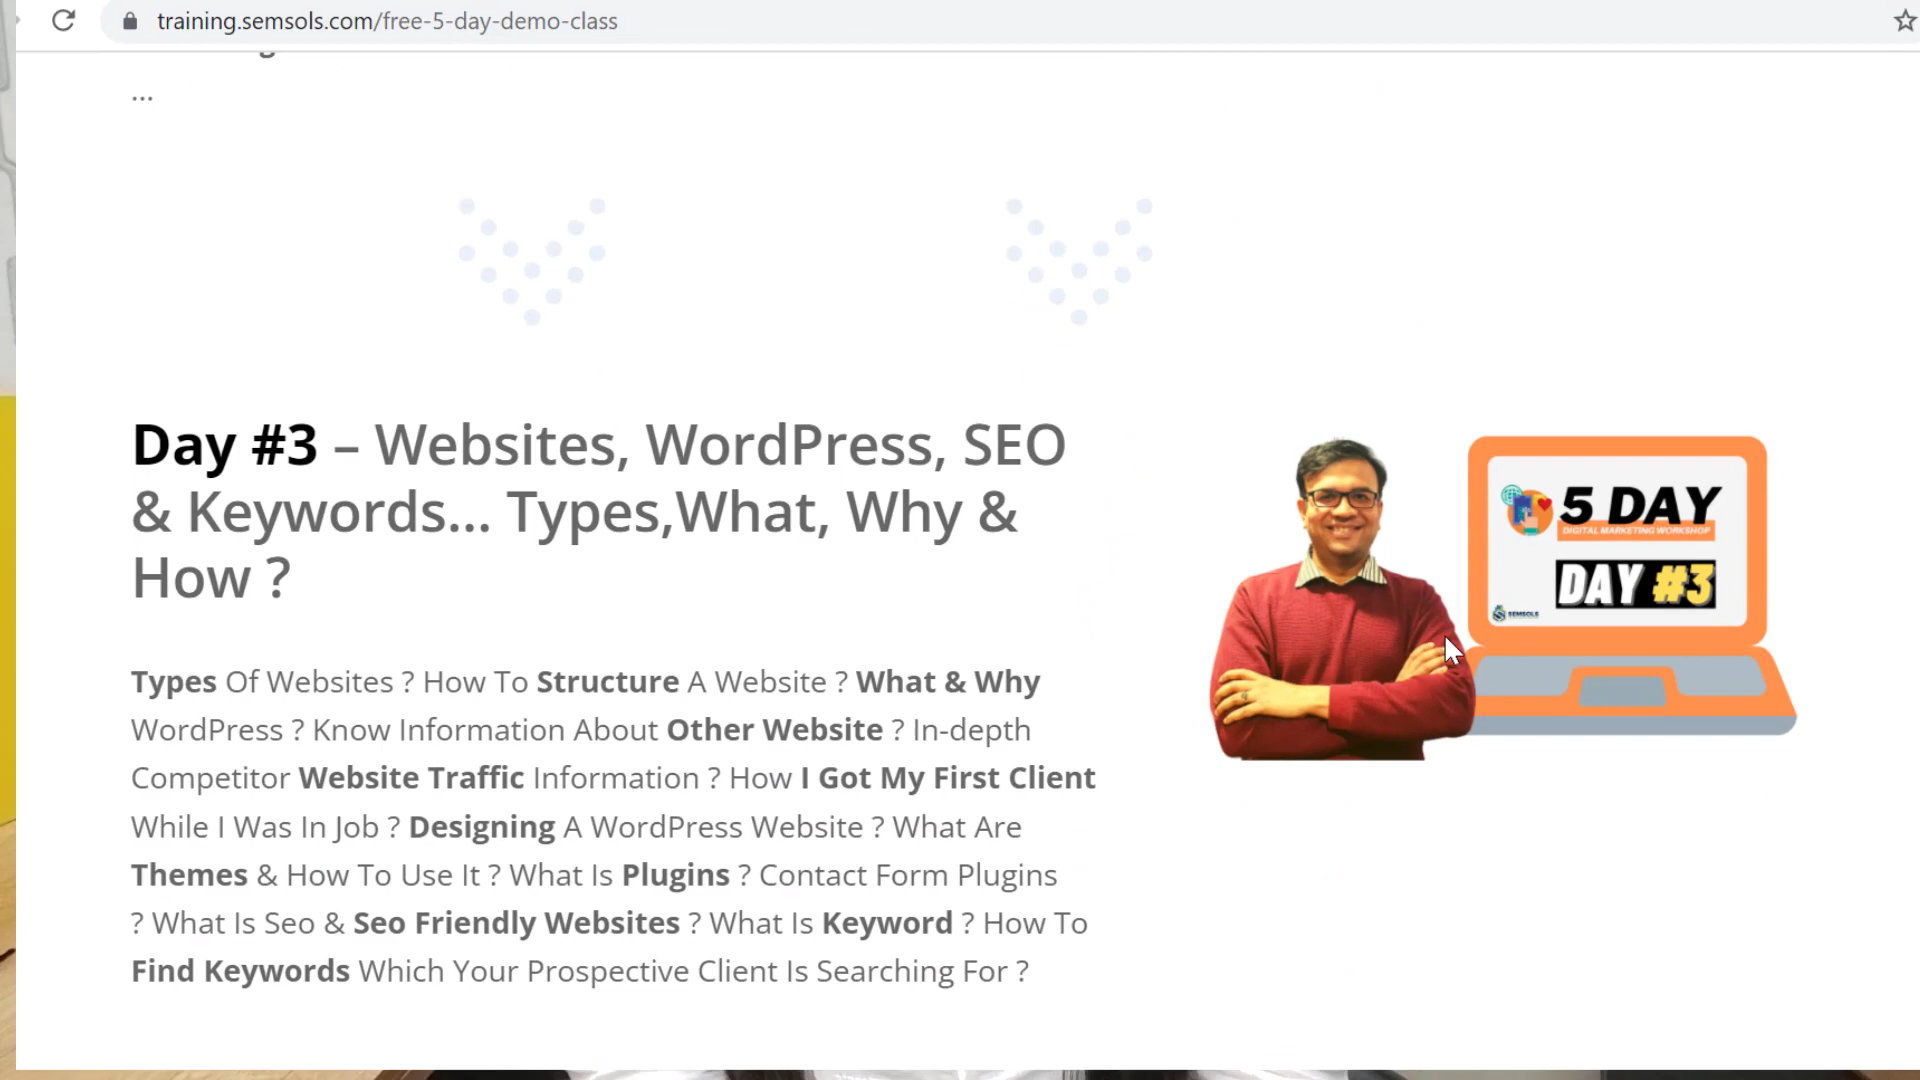 training.semsols.com/free-5-day-demo-class
...
Day #3 – Websites, WordPress, SEO
& Keywords... Types,What, Why &
How ?
Types Of Websites ? How To Structure A Website ? What & Why
WordPress ? Know Information About Other Website ? In-depth
Competitor Website Traffic Information ? How I Got My First Client
While I Was In Job ? Designing A WordPress Website ? What Are
Themes & How To Use It ? What Is Plugins ? Contact Form Plugins
? What Is Seo & Seo Friendly Websites ? What Is Keyword ? How To
Find Keywords Which Your Prospective Client Is Searching For ?
5 DAY
DIGITAL MARKETING WORKSHOP
DAY #3
SEMSOLS